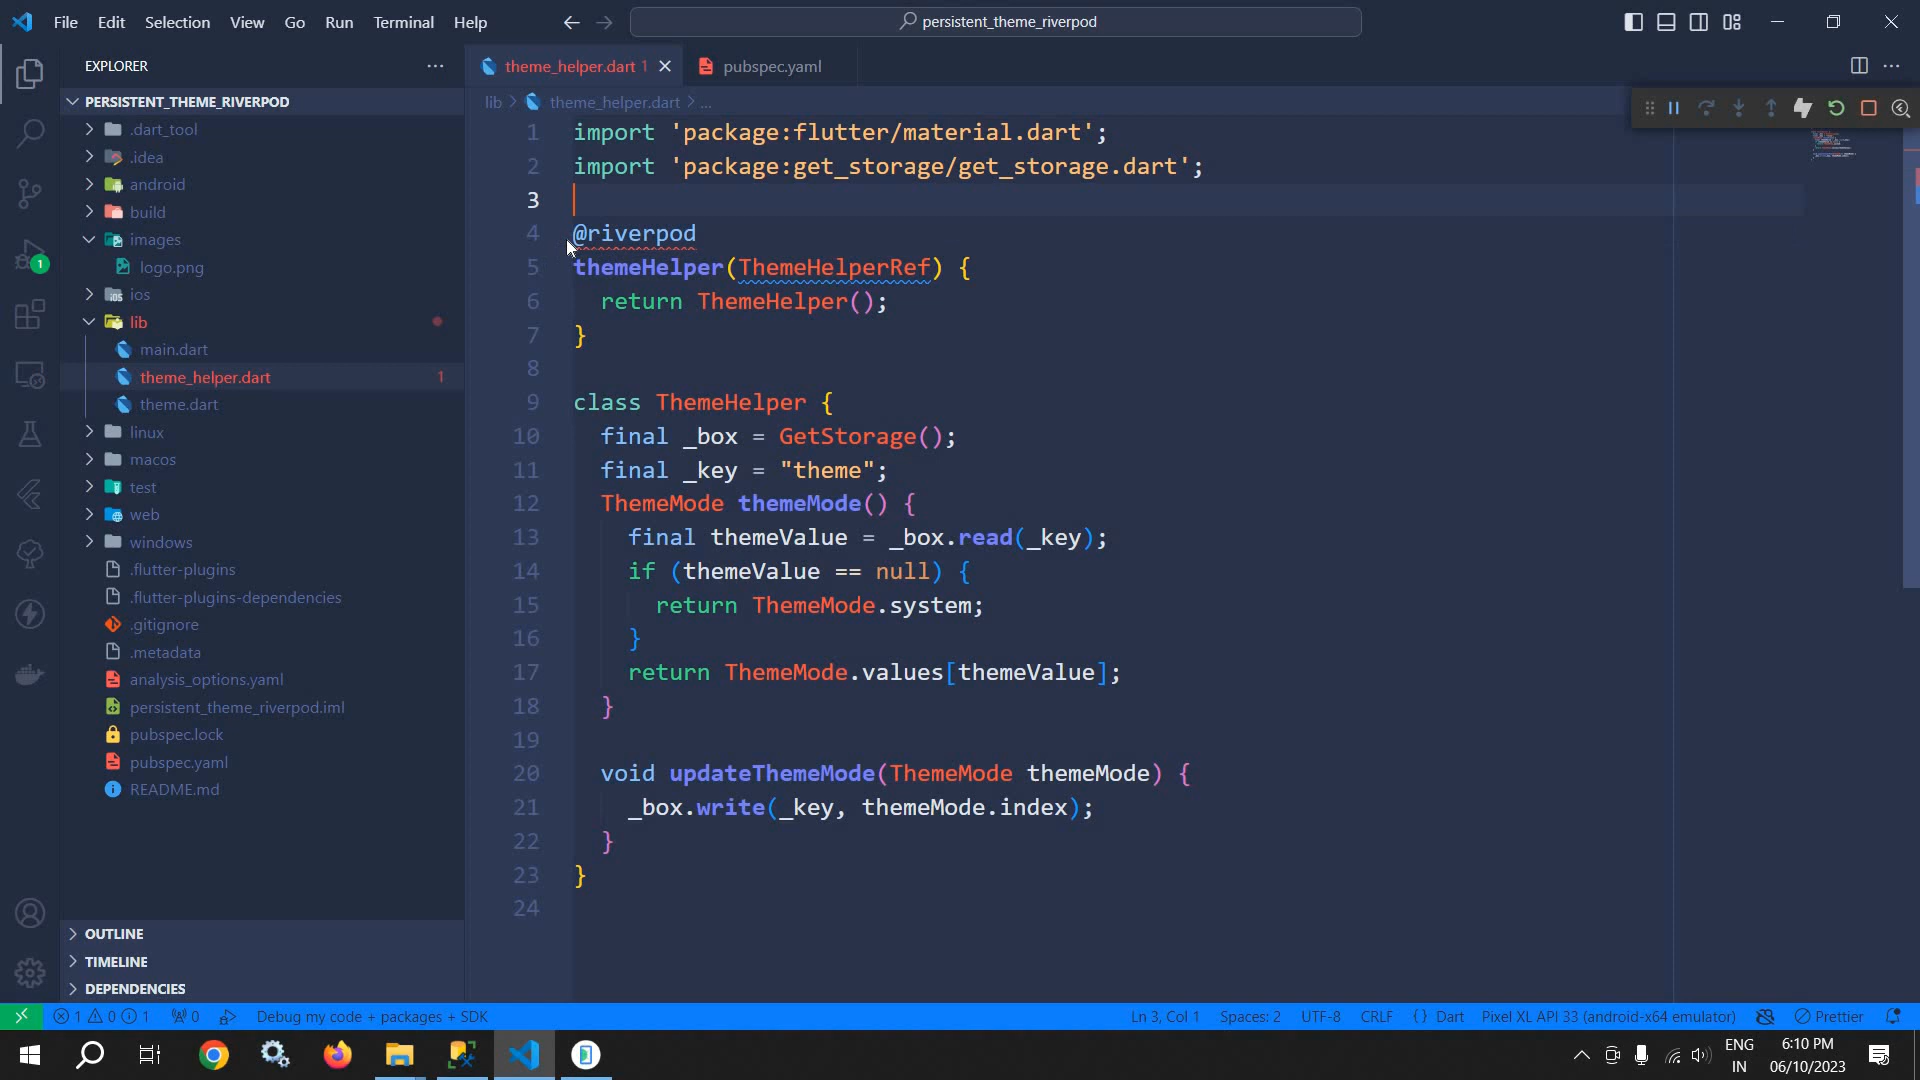 File Edit Selection View Go Run Terminal Help
persistent_theme_riverpod
EXPLORER
theme_helper.dart 1
pubspec.yaml
PERSISTENT_THEME_RIVERPOD
.dart_tool
.idea
android
build
images
logo.png
ios
lib
main.dart
theme_helper.dart 1
theme.dart
linux
macos
test
web
windows
.flutter-plugins
.flutter-plugins-dependencies
.gitignore
.metadata
analysis_options.yaml
persistent_theme_riverpod.iml
pubspec.lock
pubspec.yaml
README.md
OUTLINE
TIMELINE
DEPENDENCIES
1
lib > theme_helper.dart > ...
1 import 'package:flutter/material.dart';
2 import 'package:get_storage/get_storage.dart';
3
4 @riverpod
5 themeHelper(ThemeHelperRef) {
6 return ThemeHelper();
7 }
8
9 class ThemeHelper {
10 final _box = GetStorage();
11 final _key = "theme";
12 ThemeMode themeMode() {
13 final themeValue = _box.read(_key);
14 if (themeValue == null) {
15 return ThemeMode.system;
16 }
17 return ThemeMode.values[themeValue];
18 }
19
20 void updateThemeMode(ThemeMode themeMode) {
21 _box.write(_key, themeMode.index);
22 }
23 }
24
1 0 1 0 Debug my code + packages + SDK
Ln 3, Col 1 Spaces: 2 UTF-8 CRLF {} Dart Pixel XL API 33 (android-x64 emulator) Prettier
ENG
IN
6:10 PM
06/10/2023